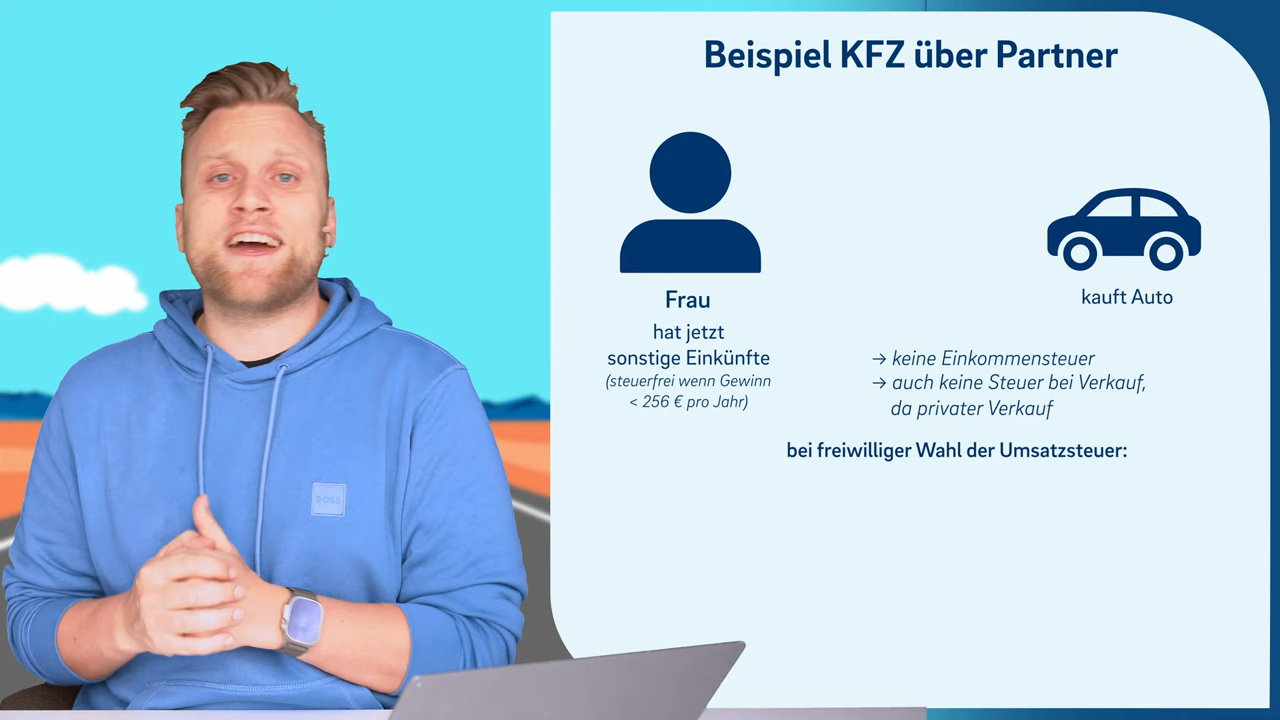 Beispiel KFZ über Partner
Frau
hat jetzt
sonstige Einkünfte
(steuerfrei wenn Gewinn
< 256 € pro Jahr)
kauft Auto
→ keine Einkommensteuer
→ auch keine Steuer bei Verkauf,
da privater Verkauf
bei freiwilliger Wahl der Umsatzsteuer:
BOSS